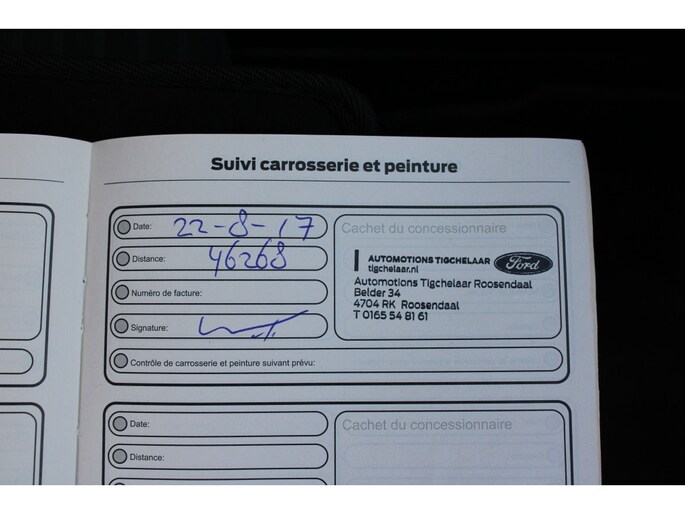 Suivi carrosserie et peinture
Date: 22-8-17
Distance: 46268
Numéro de facture:
Signature:
Contrôle de carrosserie et peinture suivant prévu:
Cachet du concessionnaire
AUTOMOTIONS TIGCHELAAR
tigchelaar.nl
Ford
Automotions Tigchelaar Roosendaal
Belder 34
4704 RK Roosendaal
T 0165 54 81 61
Date:
Distance:
Cachet du concessionnaire